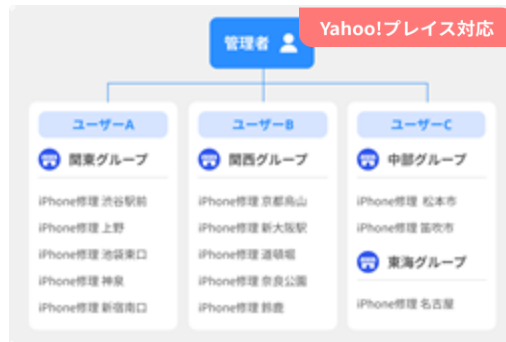 Yahoo!プレイス対応
管理者
ユーザーA
関東グループ
iPhone修理 渋谷駅前
iPhone修理 上野
iPhone修理 池袋東口
iPhone修理 神泉
iPhone修理 新宿南口
ユーザーB
関西グループ
iPhone修理 京都烏山
iPhone修理 新大阪駅
iPhone修理 道頓堀
iPhone修理 奈良公園
iPhone修理 鈴鹿
ユーザーC
中部グループ
iPhone修理 松本市
iPhone修理 笛吹市
東海グループ
iPhone修理 名古屋